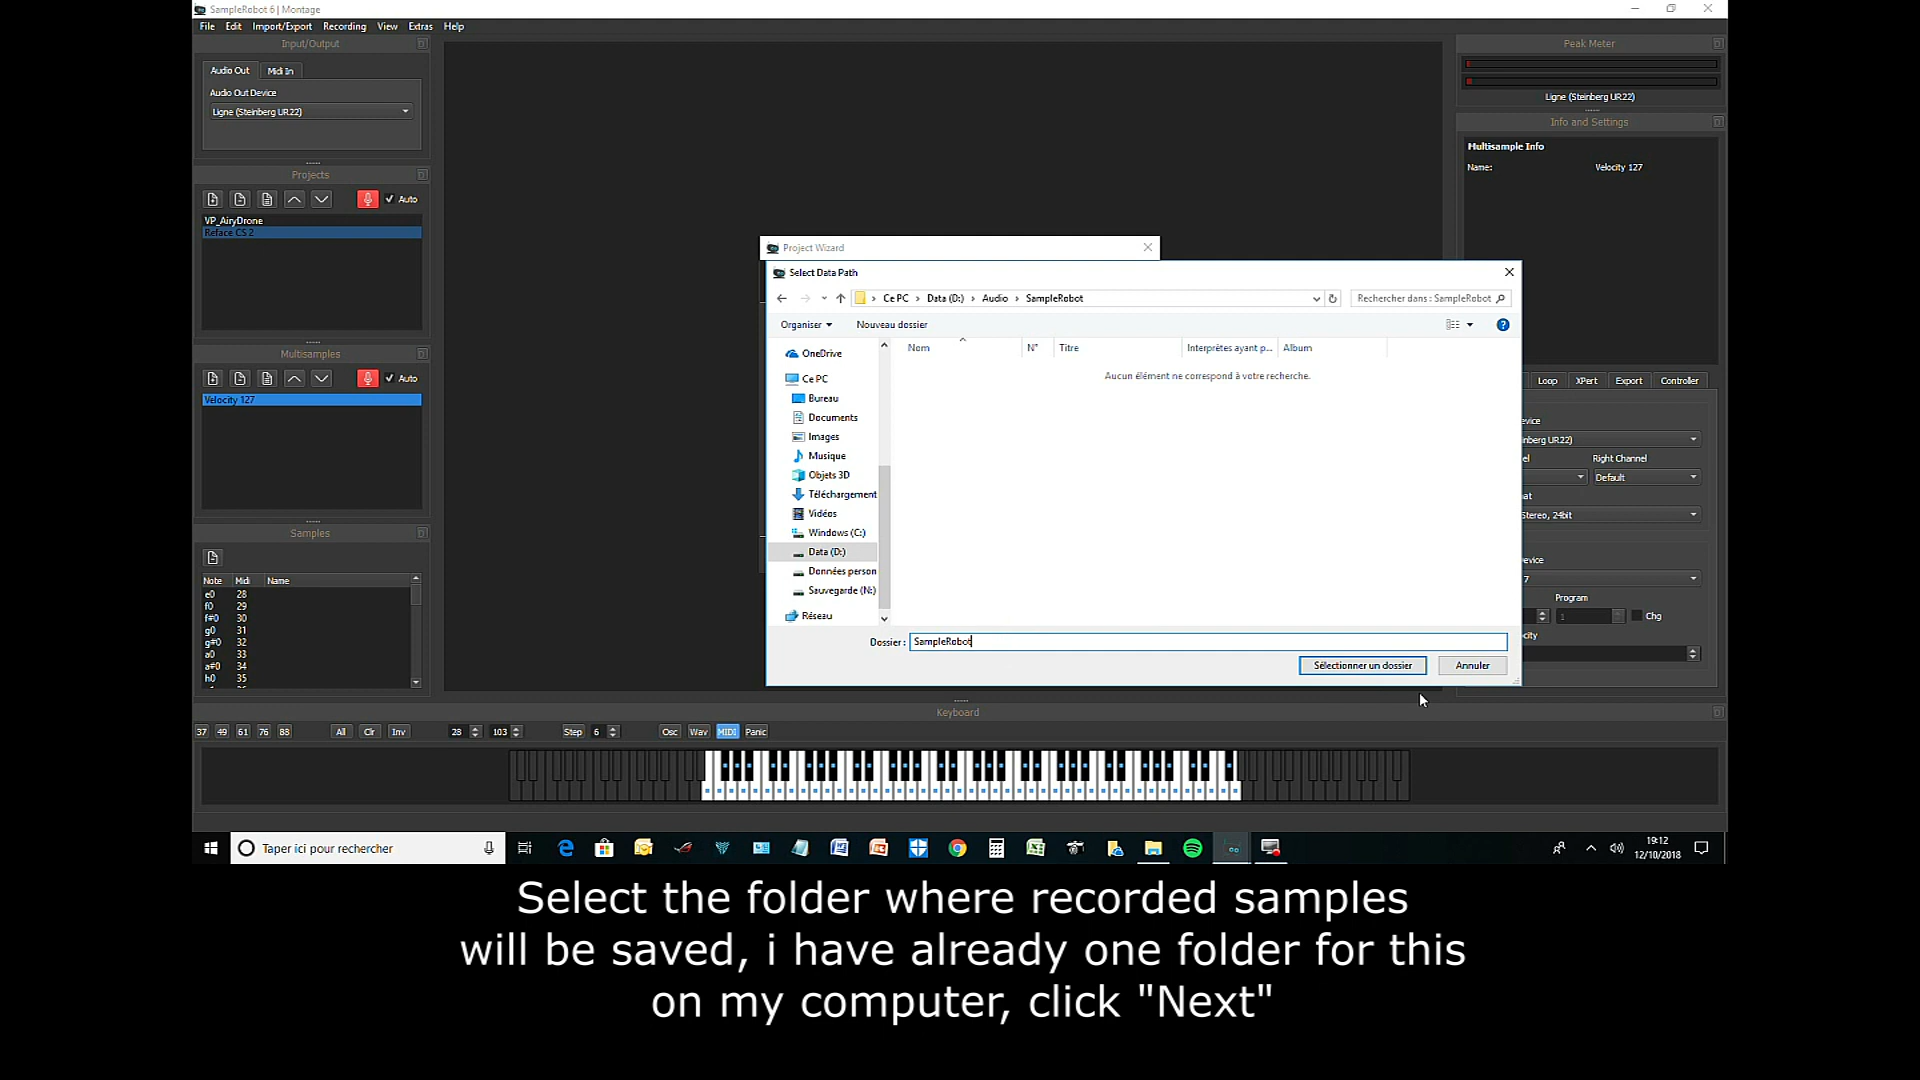 SampleRobot 6 | Montage
File Edit Import/Export Recording View Extras Help
Input/Output
Audio Out Midi In
Audio Out Device
Ligne (Steinberg UR22)
Projects
Auto
VP_AiryDrone
Reface CS 2
Multisamples
Auto
Velocity 127
Samples
Note Midi Name
e0 28
f0 29
f#0 30
g0 31
g#0 32
a0 33
a#0 34
h0 35
Project Wizard
Select Data Path
Ce PC Data (D:) Audio SampleRobot
Rechercher dans : SampleRobot
Organiser Nouveau dossier
OneDrive
Ce PC
Bureau
Documents
Images
Musique
Objets 3D
Téléchargement
Vidéos
Windows (C:)
Data (D:)
Données person
Sauvegarde (N:)
Réseau
Nom N° Titre Interprètes ayant p... Album
Aucun élément ne correspond à votre recherche.
Dossier : SampleRobot
Sélectionner un dossier Annuler
Peak Meter
Ligne (Steinberg UR22)
Info and Settings
Multisample Info
Name: Velocity 127
Loop XPert Export Controller
evice
inberg UR22)
el Right Channel
Default
at
Stereo, 24bit
evice
7
Program
1 Chg
city
Keyboard
37 49 61 76 88 All Clr Inv 28 103 Step 6 Osc Wav MIDI Panic
Taper ici pour rechercher
19:12
12/10/2018
Select the folder where recorded samples
will be saved, i have already one folder for this
on my computer, click "Next"